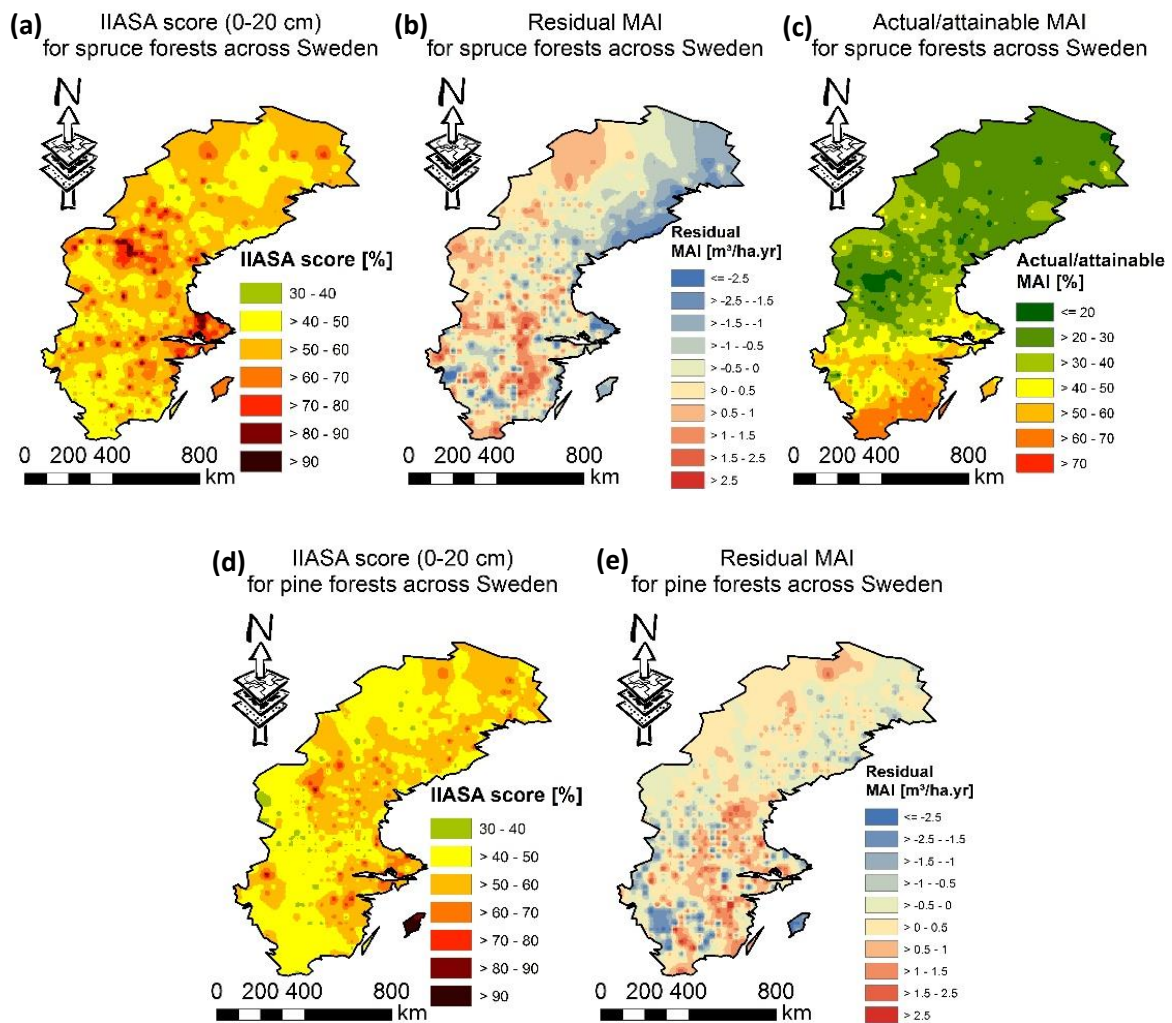 (a) IIASA score (0-20 cm)
for spruce forests across Sweden
N
IIASA score [%]
30 - 40
> 40 - 50
> 50 - 60
> 60 - 70
> 70 - 80
> 80 - 90
> 90
0 200 400 800
km
(b) Residual MAI
for spruce forests across Sweden
N
Residual
MAI [m³/ha.yr]
<= -2.5
> -2.5 - -1.5
> -1.5 - -1
> -1 - -0.5
> -0.5 - 0
> 0 - 0.5
> 0.5 - 1
> 1 - 1.5
> 1.5 - 2.5
> 2.5
0 200 400 800
km
(c) Actual/attainable MAI
for spruce forests across Sweden
N
Actual/attainable
MAI [%]
<= 20
> 20 - 30
> 30 - 40
> 40 - 50
> 50 - 60
> 60 - 70
> 70
0 200 400 800
km
(d) IIASA score (0-20 cm)
for pine forests across Sweden
N
IIASA score [%]
30 - 40
> 40 - 50
> 50 - 60
> 60 - 70
> 70 - 80
> 80 - 90
> 90
0 200 400 800
km
(e) Residual MAI
for pine forests across Sweden
N
Residual
MAI [m³/ha.yr]
<= -2.5
> -2.5 - -1.5
> -1.5 - -1
> -1 - -0.5
> -0.5 - 0
> 0 - 0.5
> 0.5 - 1
> 1 - 1.5
> 1.5 - 2.5
> 2.5
0 200 400 800
km